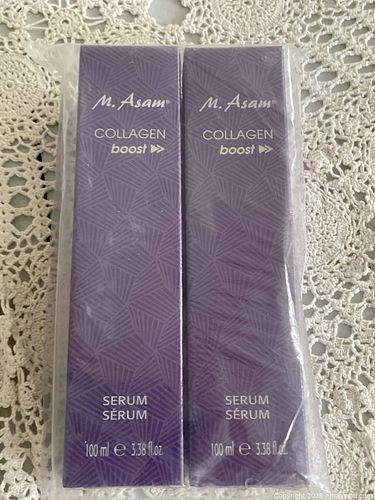 M. Asam®
COLLAGEN
boost
SERUM
SÉRUM
100 ml ℮ 3.38 fl.oz.
M. Asam®
COLLAGEN
boost
SERUM
SÉRUM
100 ml ℮ 3.38 fl.oz.